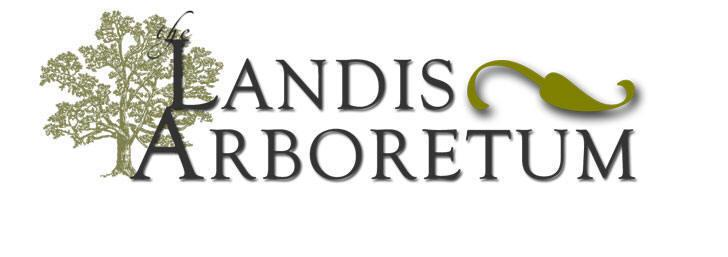 the
LANDIS
ARBORETUM